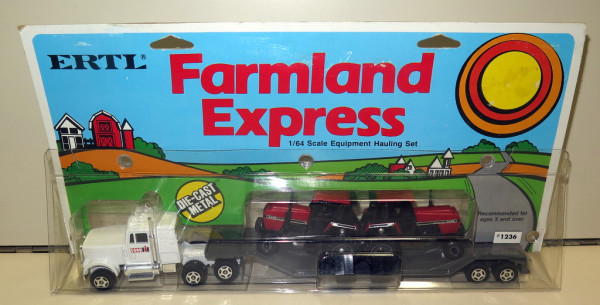 ERTL®
Farmland
Express
1/64 Scale Equipment Hauling Set
DIE-CAST
METAL
Recommended for
ages 3 and over
#1236